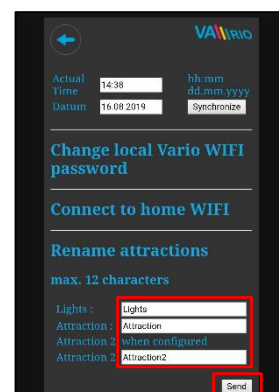 VARIO
Actual Time 14:38 hh:mm
Datum 16.08.2019 dd.mm.yyyy
Synchronize
Change local Vario WIFI
password
Connect to home WIFI
Rename attractions
max. 12 characters
Lights : Lights
Attraction : Attraction
Attraction 2 when configured
Attraction 2 Attraction2
Send